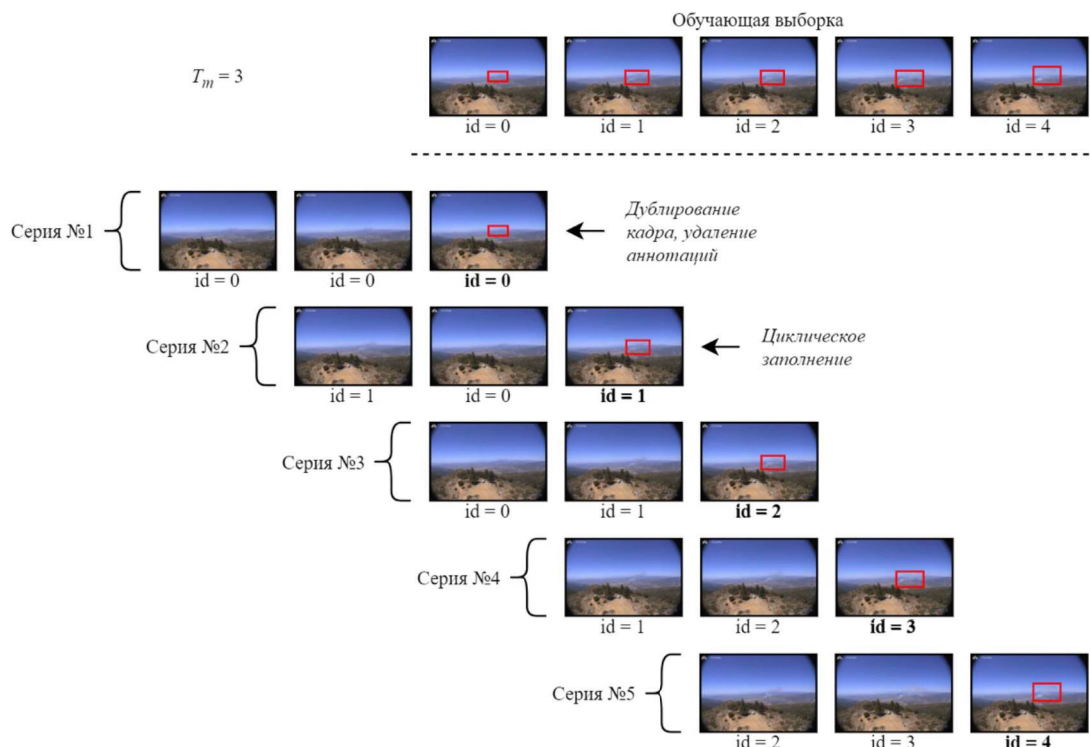 Обучающая выборка
T_m = 3
id = 0 id = 1 id = 2 id = 3 id = 4
Серия №1
Дублирование
кадра, удаление
аннотаций
id = 0 id = 0 id = 0
Серия №2
Циклическое
заполнение
id = 1 id = 0 id = 1
Серия №3
id = 0 id = 1 id = 2
Серия №4
id = 1 id = 2 id = 3
Серия №5
id = 2 id = 3 id = 4